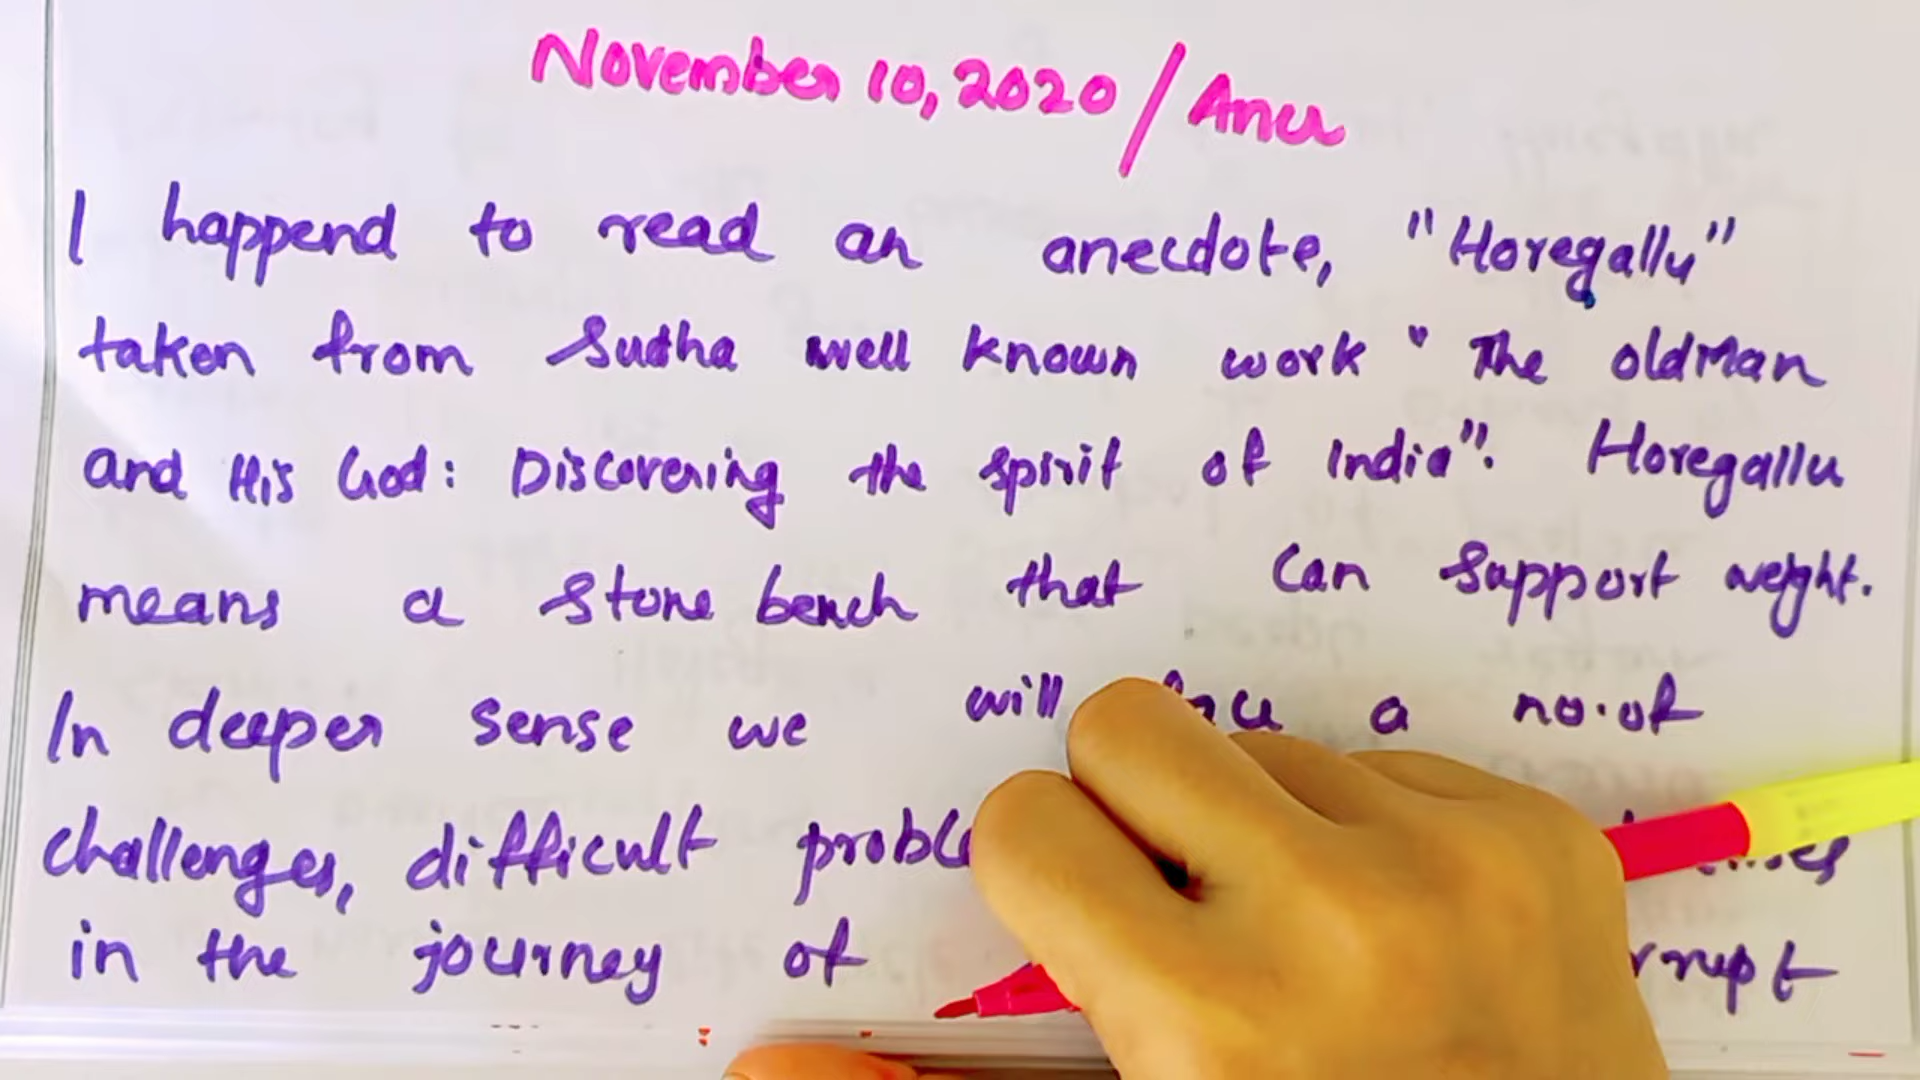 November 10, 2020 / Anu
I happend to read an anecdote, "Horegallu"
taken from Sudha well known work " The oldman
and His God: Discovering the spirit of India". Horegallu
means a stone bench that can support weight.
In deeper sense we will a no. of
challenges, difficult
in the journey of